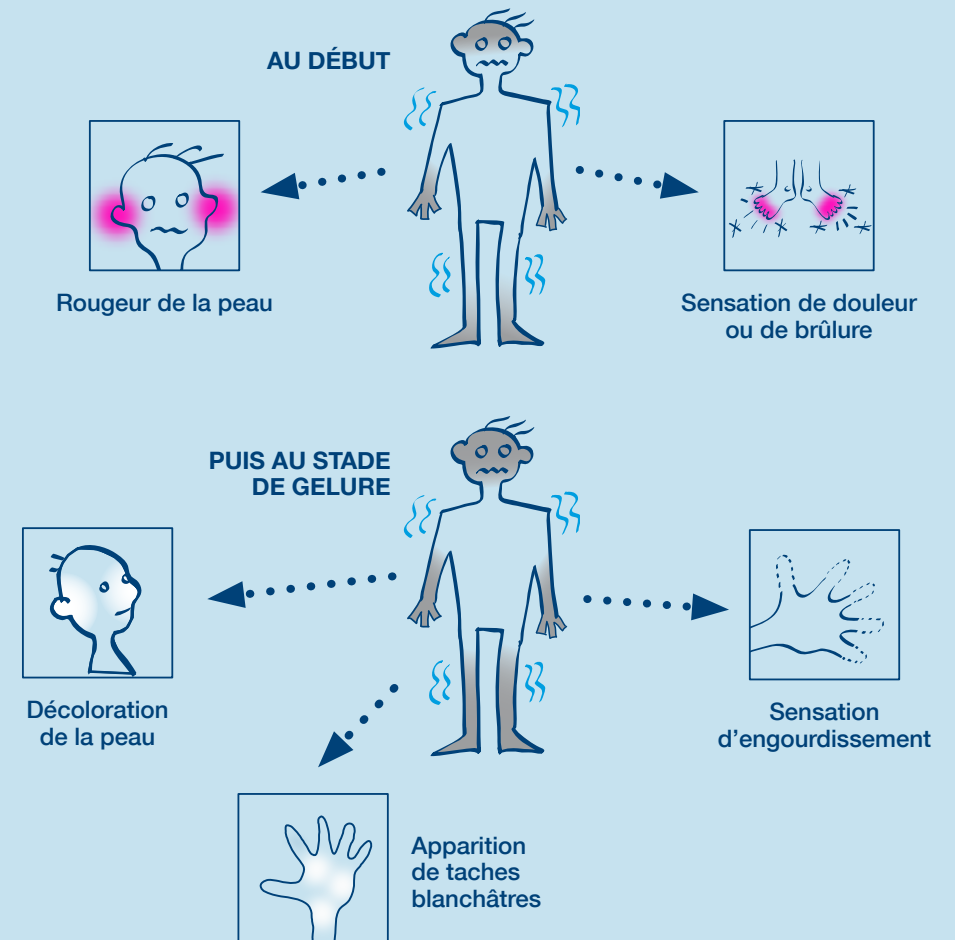 AU DÉBUT
Rougeur de la peau
Sensation de douleur
ou de brûlure
PUIS AU STADE
DE GELURE
Décoloration
de la peau
Sensation
d'engourdissement
Apparition
de taches
blanchâtres